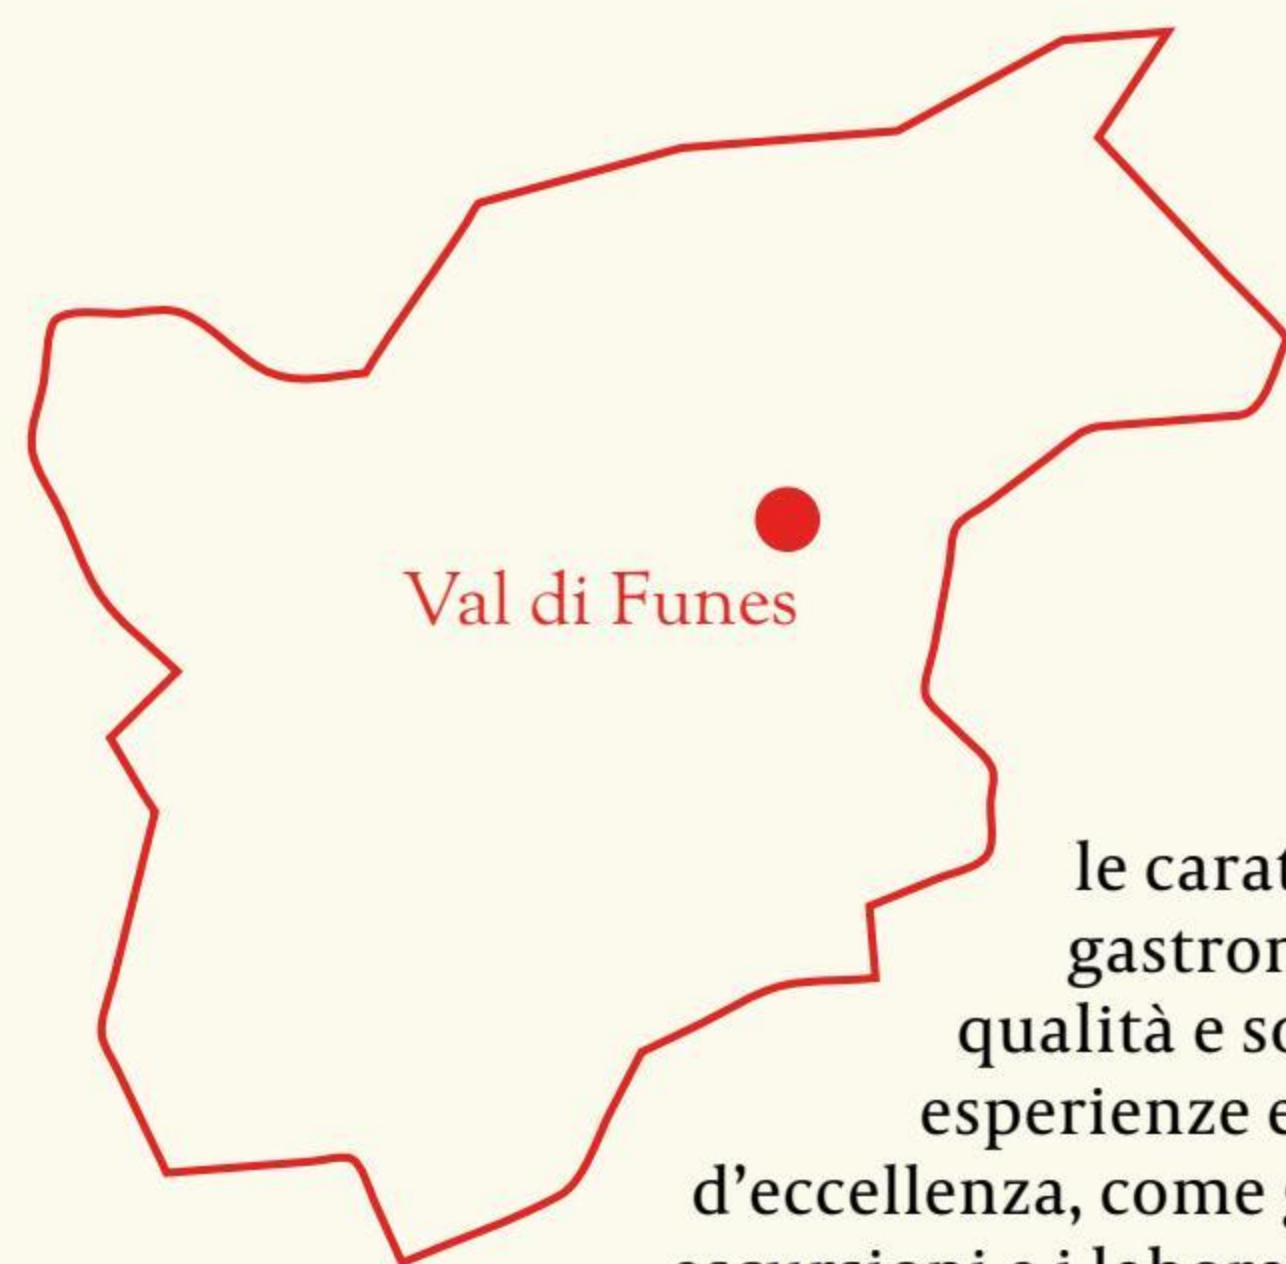 Val di Funes
le carat
gastron
qualità e so
esperienze e
d’eccellenza, come